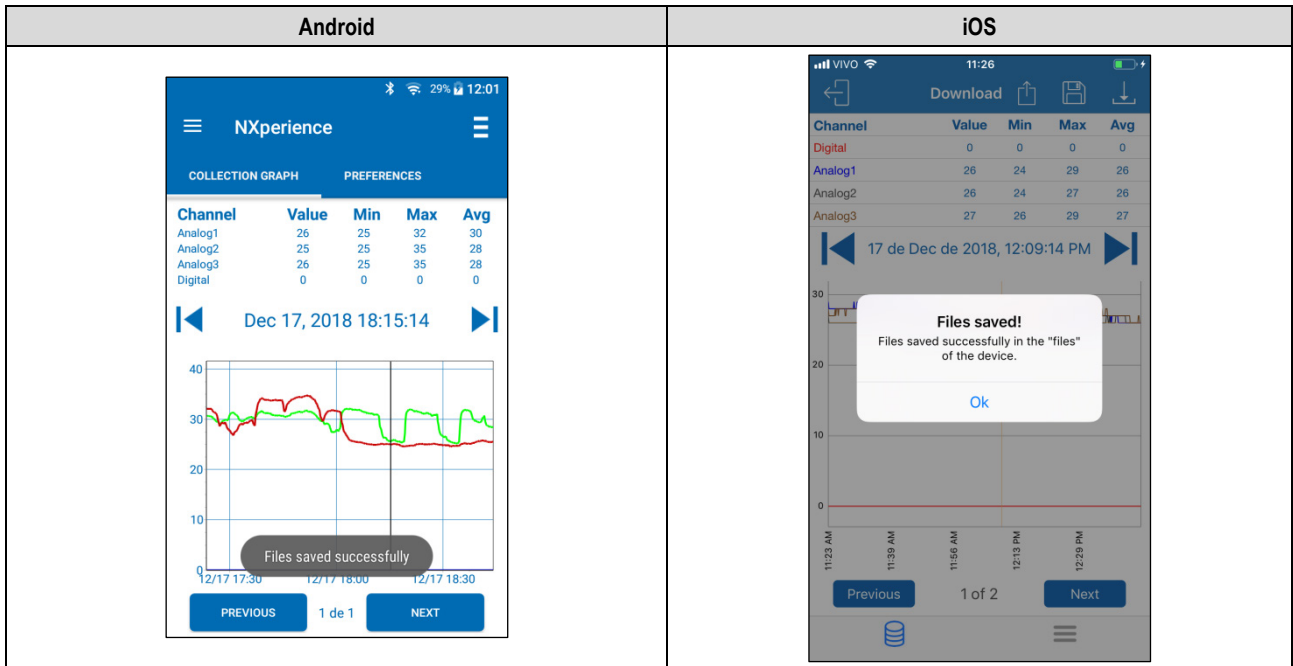 Android
iOS
29% 12:01
NXperience
COLLECTION GRAPH PREFERENCES
Channel Value Min Max Avg
Analog1 26 25 32 30
Analog2 25 25 35 28
Analog3 26 25 35 28
Digital 0 0 0 0
Dec 17, 2018 18:15:14
40
30
20
10
0
Files saved successfully
12/17 17:30 12/17 18:00 12/17 18:30
PREVIOUS 1 de 1 NEXT
VIVO 11:26
Download
Channel Value Min Max Avg
Digital 0 0 0 0
Analog1 26 24 29 26
Analog2 26 24 27 26
Analog3 27 26 29 27
17 de Dec de 2018, 12:09:14 PM
30
20
10
0
Files saved!
Files saved successfully in the "files"
of the device.
Ok
11:23 AM
11:39 AM
11:56 AM
12:13 PM
12:29 PM
Previous 1 of 2 Next